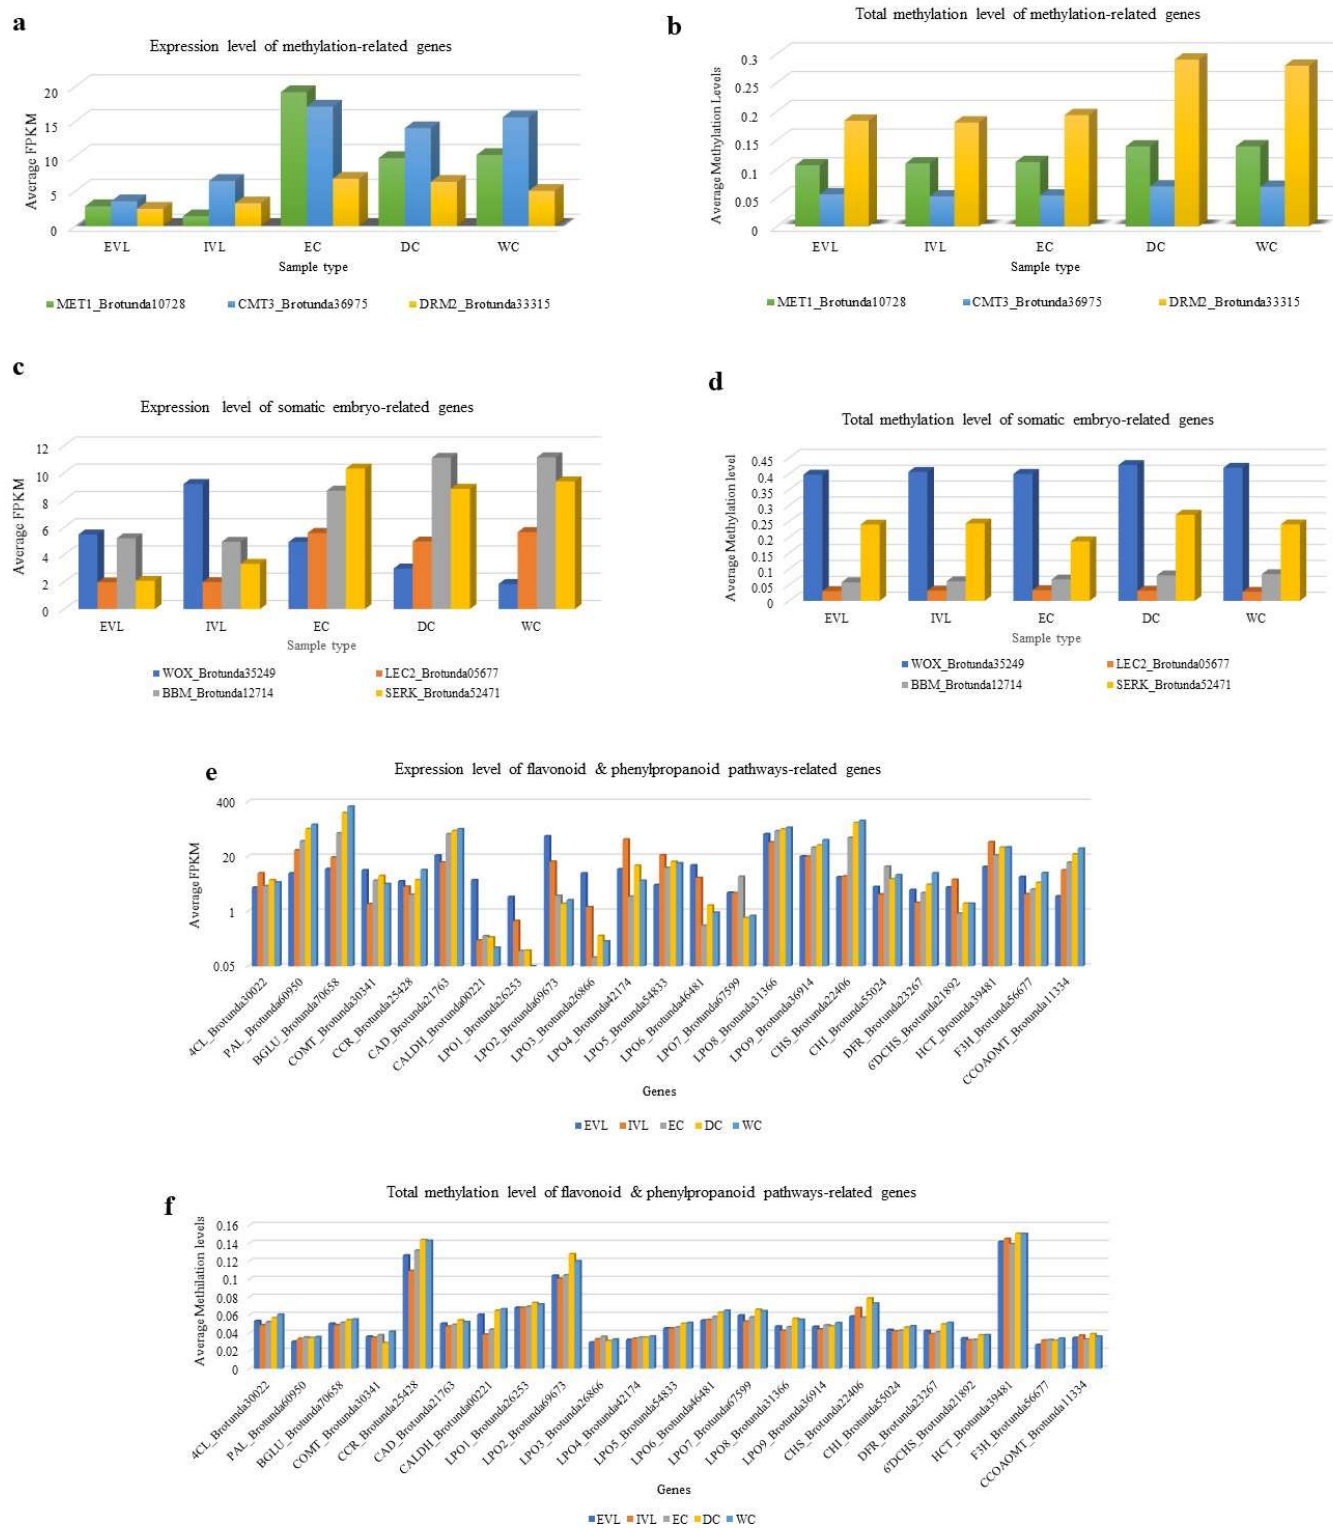 a
Expression level of methylation-related genes
Average FPKM
20
15
10
5
0
EVL IVL EC DC WC
Sample type
MET1_Brotunda10728 CMT3_Brotunda36975 DRM2_Brotunda33315
b
Total methylation level of methylation-related genes
Average Methylation Levels
0.3
0.25
0.2
0.15
0.1
0.05
0
EVL IVL EC DC WC
Sample type
MET1_Brotunda10728 CMT3_Brotunda36975 DRM2_Brotunda33315
c
Expression level of somatic embryo-related genes
Average FPKM
12
10
8
6
4
2
0
EVL IVL EC DC WC
Sample type
WOX_Brotunda35249 LEC2_Brotunda05677
BBM_Brotunda12714 SERK_Brotunda52471
d
Total methylation level of somatic embryo-related genes
Average Methylation level
0.45
0.4
0.35
0.3
0.25
0.2
0.15
0.1
0.05
0
EVL IVL EC DC WC
Sample type
WOX_Brotunda35249 LEC2_Brotunda05677
BBM_Brotunda12714 SERK_Brotunda52471
e
Expression level of flavonoid & phenylpropanoid pathways-related genes
Average FPKM
400
20
1
0.05
4CL_Brotunda30022
PAL_Brotunda60950
BGLU_Brotunda70658
COMT_Brotunda30341
CCR_Brotunda25428
CAD_Brotunda21763
CALDH_Brotunda00221
LPO1_Brotunda26253
LPO2_Brotunda69673
LPO3_Brotunda26866
LPO4_Brotunda42174
LPO5_Brotunda54833
LPO6_Brotunda46481
LPO7_Brotunda67599
LPO8_Brotunda31366
LPO9_Brotunda36914
CHS_Brotunda22406
CHI_Brotunda55024
DFR_Brotunda23267
6'DCHS_Brotunda21892
HCT_Brotunda39481
F3H_Brotunda56677
CCOAOMT_Brotunda11334
Genes
EVL IVL EC DC WC
f
Total methylation level of flavonoid & phenylpropanoid pathways-related genes
Average Methilation levels
0.16
0.14
0.12
0.1
0.08
0.06
0.04
0.02
0
4CL_Brotunda30022
PAL_Brotunda60950
BGLU_Brotunda70658
COMT_Brotunda30341
CCR_Brotunda25428
CAD_Brotunda21763
CALDH_Brotunda00221
LPO1_Brotunda26253
LPO2_Brotunda69673
LPO3_Brotunda26866
LPO4_Brotunda42174
LPO5_Brotunda54833
LPO6_Brotunda46481
LPO7_Brotunda67599
LPO8_Brotunda31366
LPO9_Brotunda36914
CHS_Brotunda22406
CHI_Brotunda55024
DFR_Brotunda23267
6'DCHS_Brotunda21892
HCT_Brotunda39481
F3H_Brotunda56677
CCOAOMT_Brotunda11334
Genes
EVL IVL EC DC WC